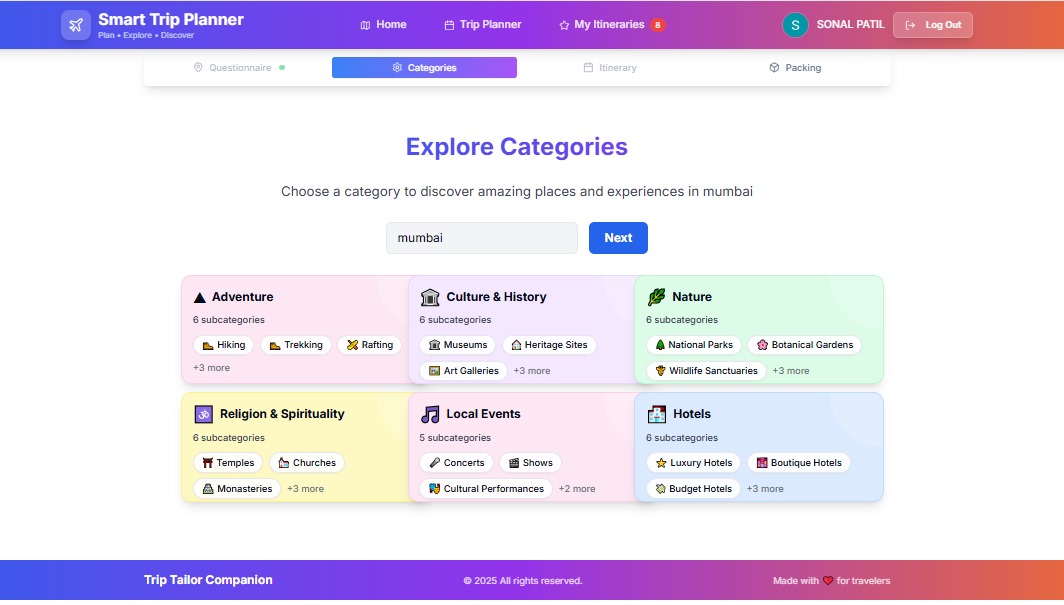 Smart Trip Planner
Plan • Explore • Discover
Home
Trip Planner
My Itineraries 8
S
SONAL PATIL
Log Out
Questionnaire
Categories
Itinerary
Packing
Explore Categories
Choose a category to discover amazing places and experiences in mumbai
mumbai
Next
Adventure
6 subcategories
Hiking
Trekking
Rafting
+3 more
Culture & History
6 subcategories
Museums
Heritage Sites
Art Galleries
+3 more
Nature
6 subcategories
National Parks
Botanical Gardens
Wildlife Sanctuaries
+3 more
Religion & Spirituality
6 subcategories
Temples
Churches
Monasteries
+3 more
Local Events
5 subcategories
Concerts
Shows
Cultural Performances
+2 more
Hotels
6 subcategories
Luxury Hotels
Boutique Hotels
Budget Hotels
+3 more
Trip Tailor Companion
© 2025 All rights reserved.
Made with ❤️ for travelers